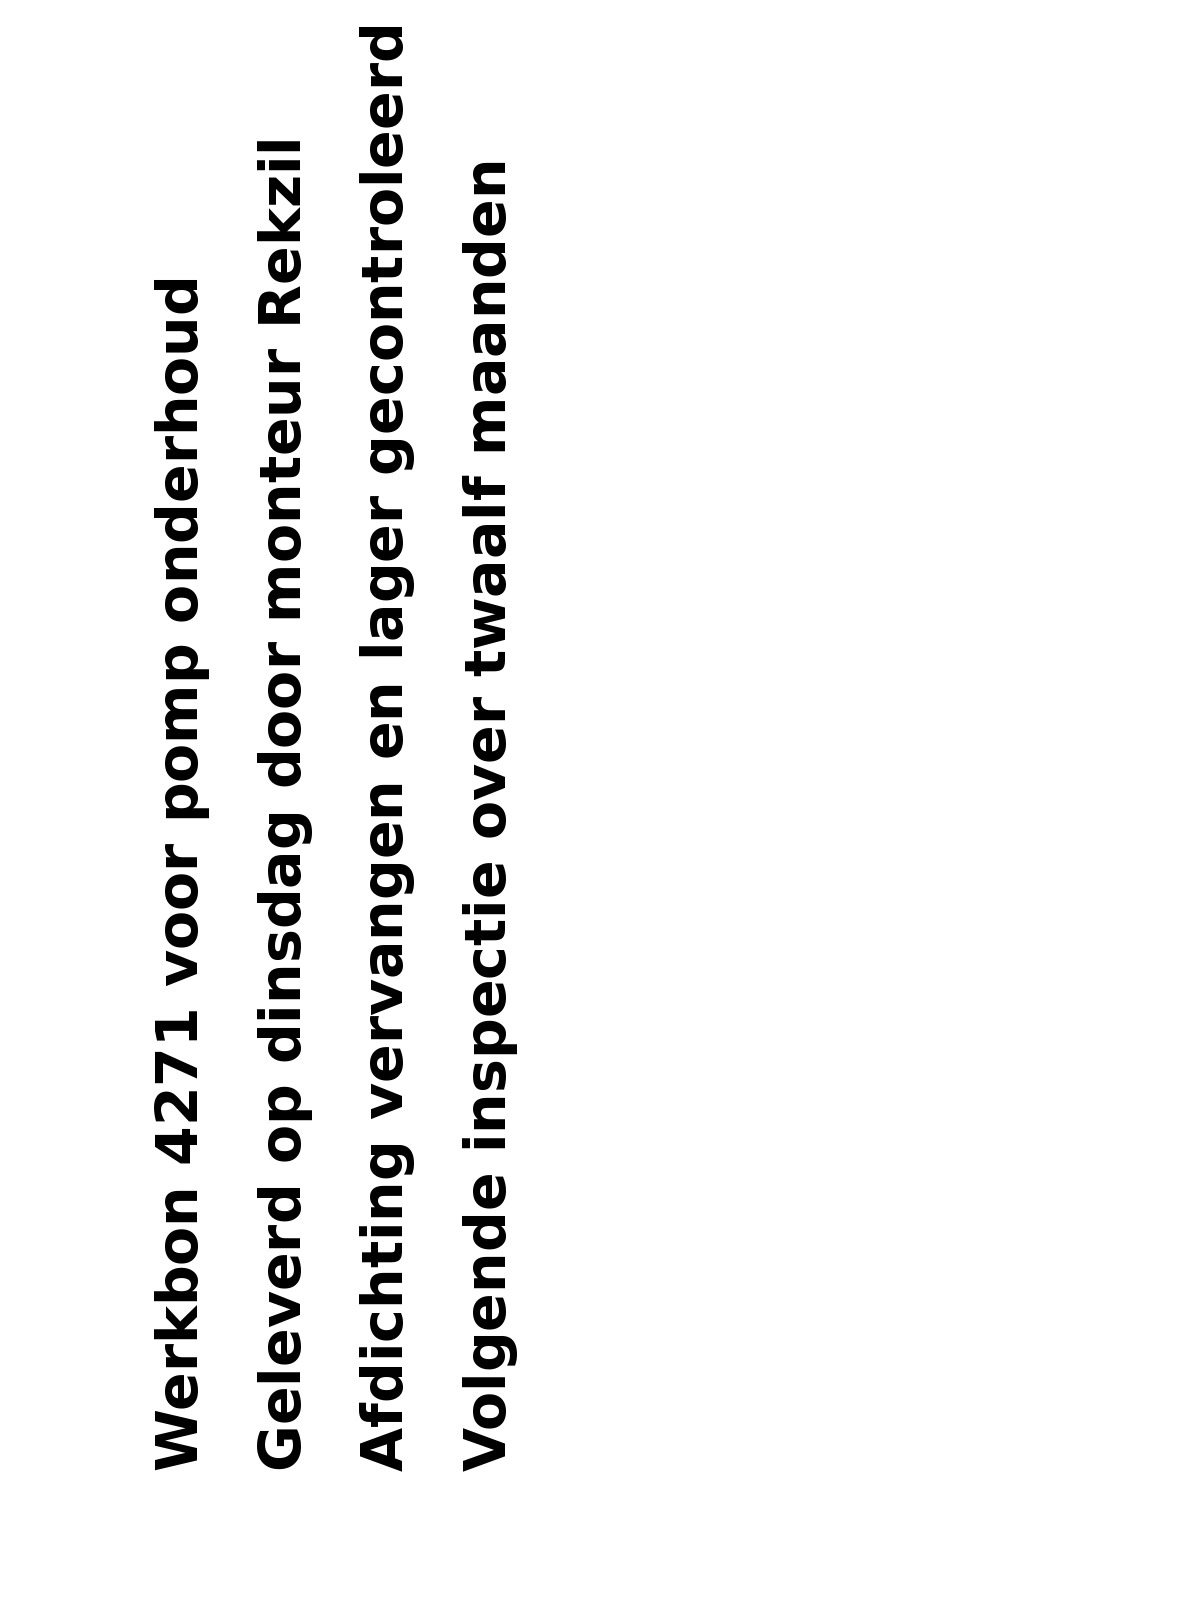 Werkbon 4271 voor pomp onderhoud
Geleverd op dinsdag door monteur Rekzil
Afdichting vervangen en lager gecontroleerd
Volgende inspectie over twaalf maanden